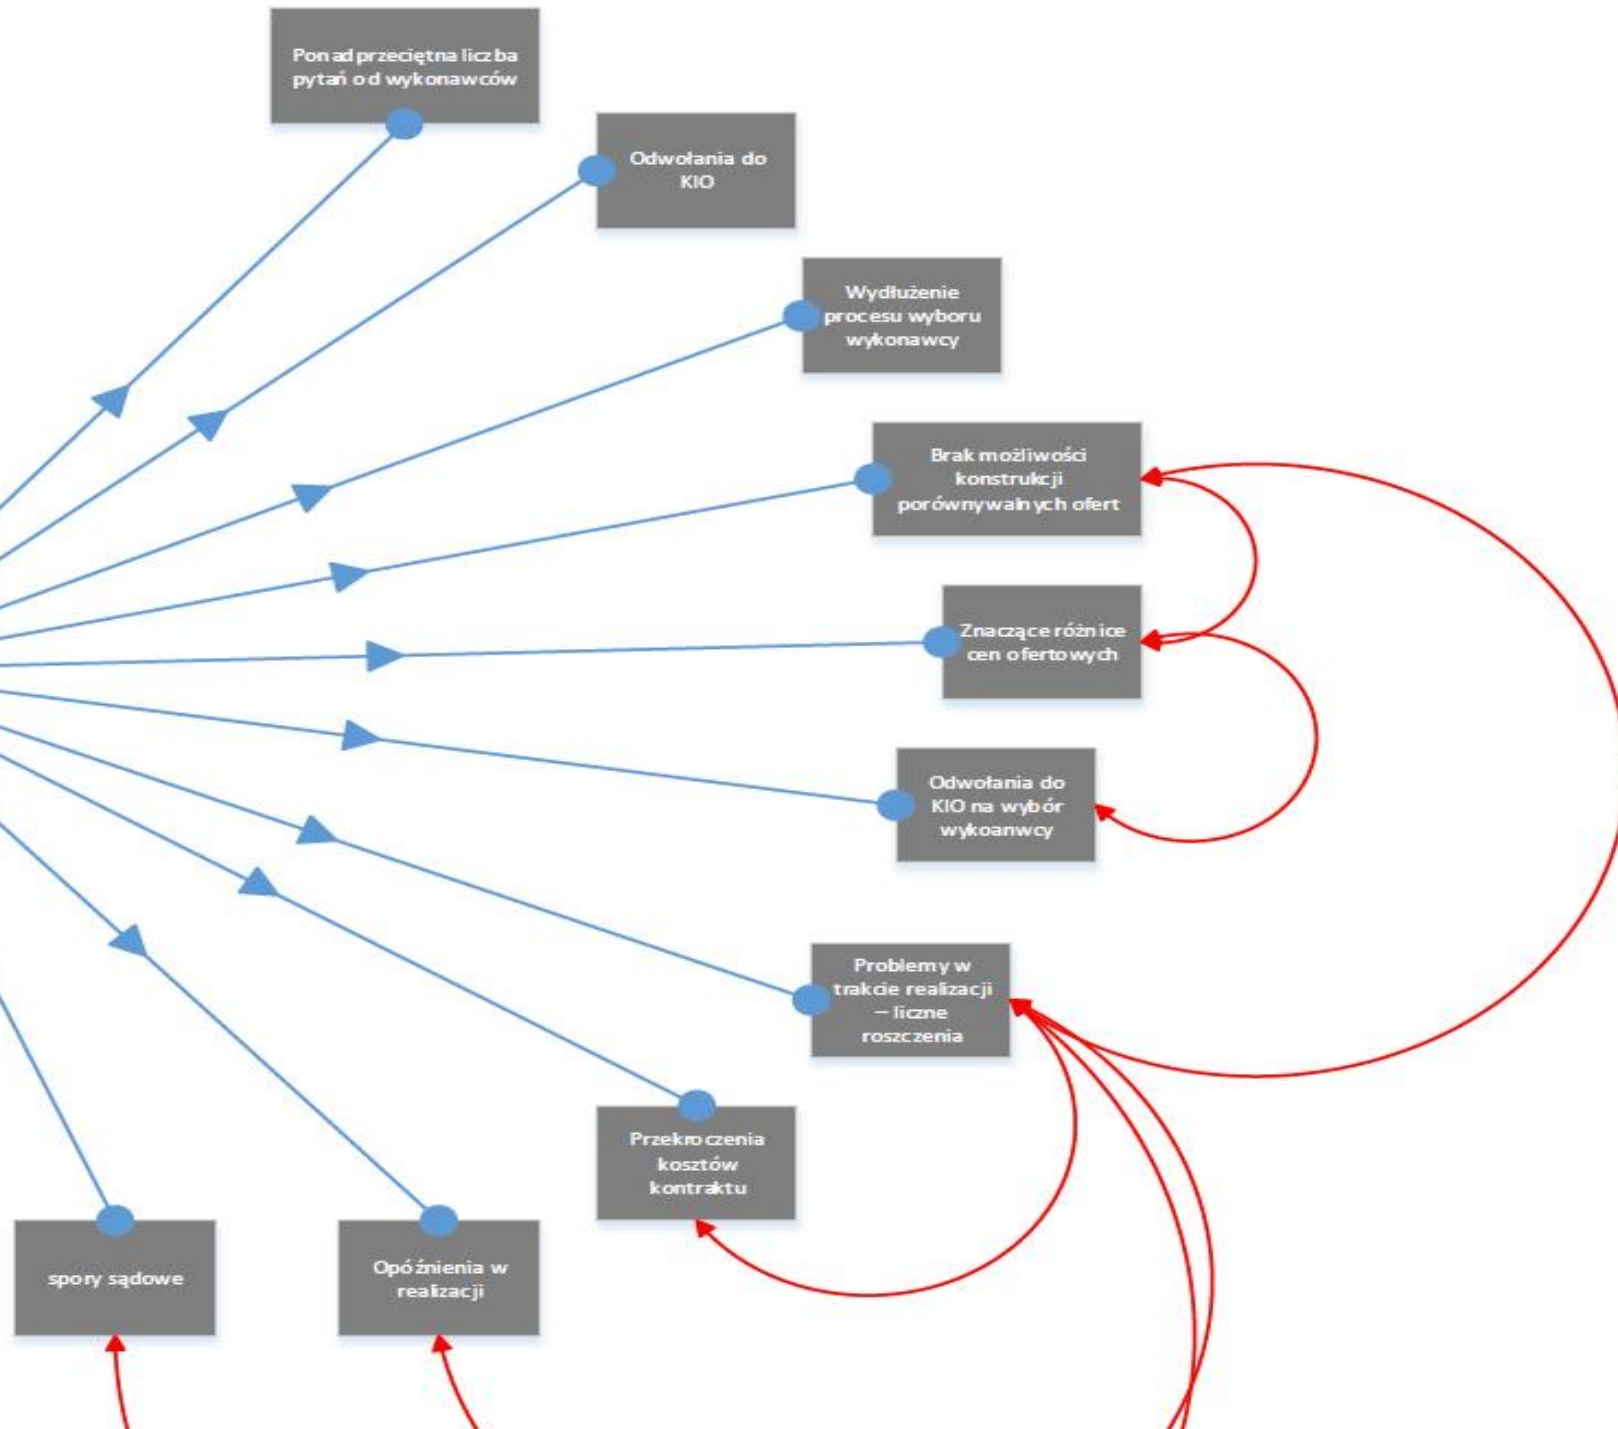 Ponadprzeciętna liczba
pytań od wykonawców
Odwołania do
KIO
Wydłużenie
procesu wyboru
wykonawcy
Brak możliwości
konstrukcji
porównywalnych ofert
Znaczące różnice
cen ofertowych
Odwołania do
KIO na wybór
wykoanwcy
Problemy w
trakcie realizacji
– liczne
roszczenia
Przekroczenia
kosztów
kontraktu
spory sądowe
Opóźnienia w
realizacji